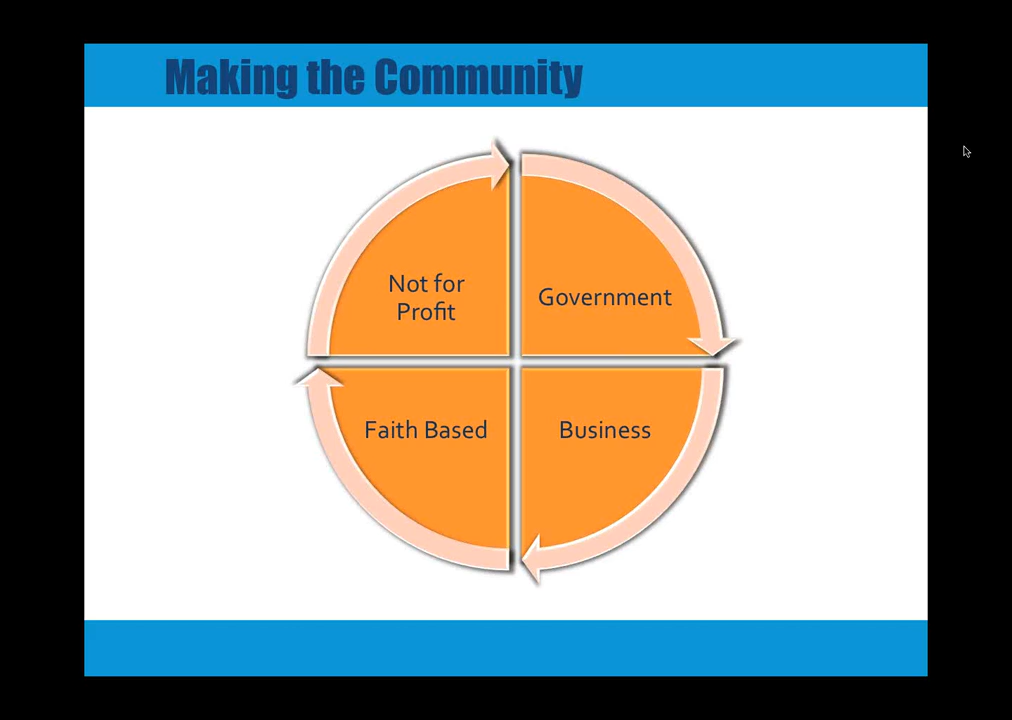 Making the Community
Not for
Profit
Government
Faith Based
Business